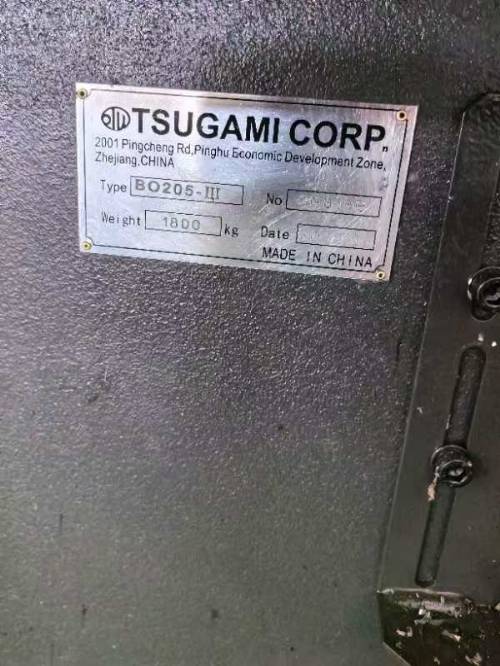 TSUGAMI CORP.
2001 Pingcheng Rd,Pinghu Economic Development Zone,
Zhejiang,CHINA
Type BO205-III No
Weight 1800 kg Date
MADE IN CHINA